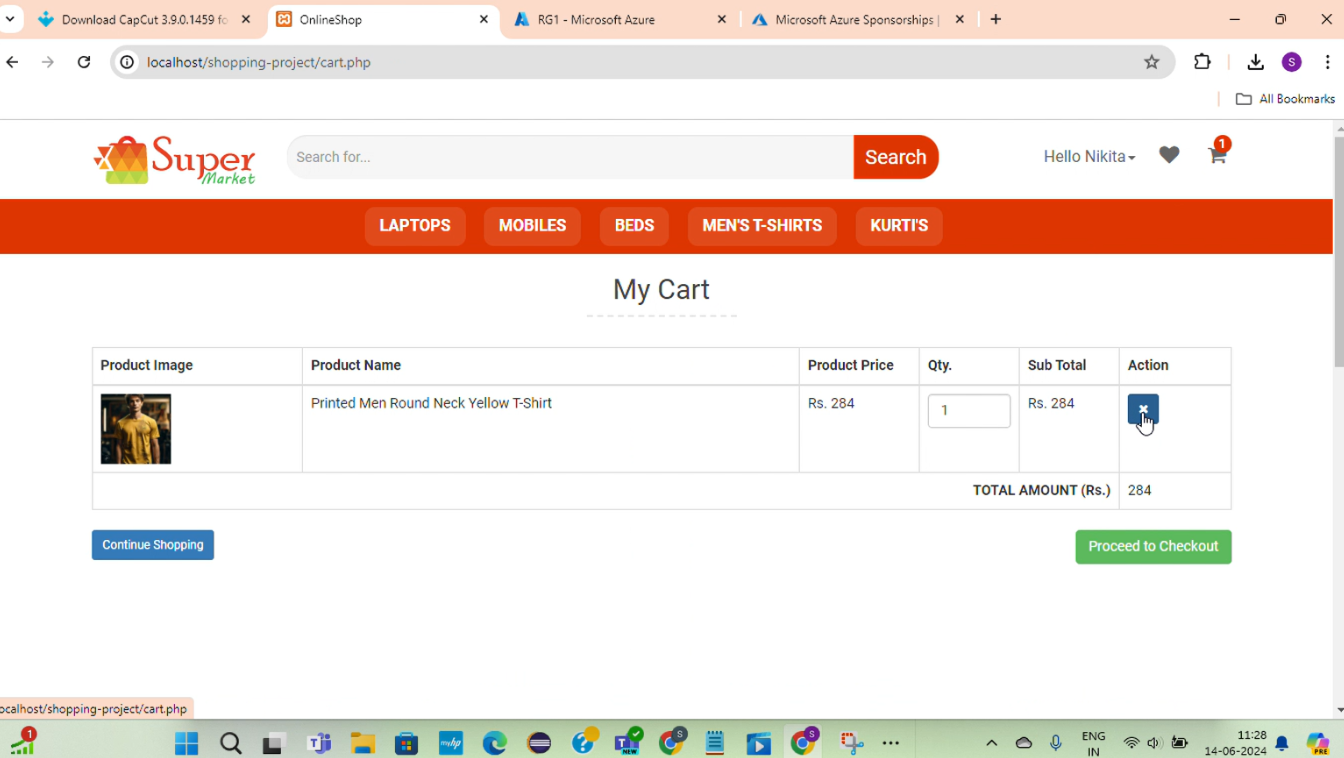 Download CapCut 3.9.0.1459 fo
OnlineShop
RG1 - Microsoft Azure
Microsoft Azure Sponsorships |
localhost/shopping-project/cart.php
S
All Bookmarks
Super
Market
Search for...
Search
Hello Nikita
1
LAPTOPS
MOBILES
BEDS
MEN'S T-SHIRTS
KURTI'S
My Cart
Product Image
Product Name
Product Price
Qty.
Sub Total
Action
Printed Men Round Neck Yellow T-Shirt
Rs. 284
1
Rs. 284
TOTAL AMOUNT (Rs.)
284
Continue Shopping
Proceed to Checkout
ocalhost/shopping-project/cart.php
1
myhp
NEW
S
S
ENG
IN
11:28
14-06-2024
PRE